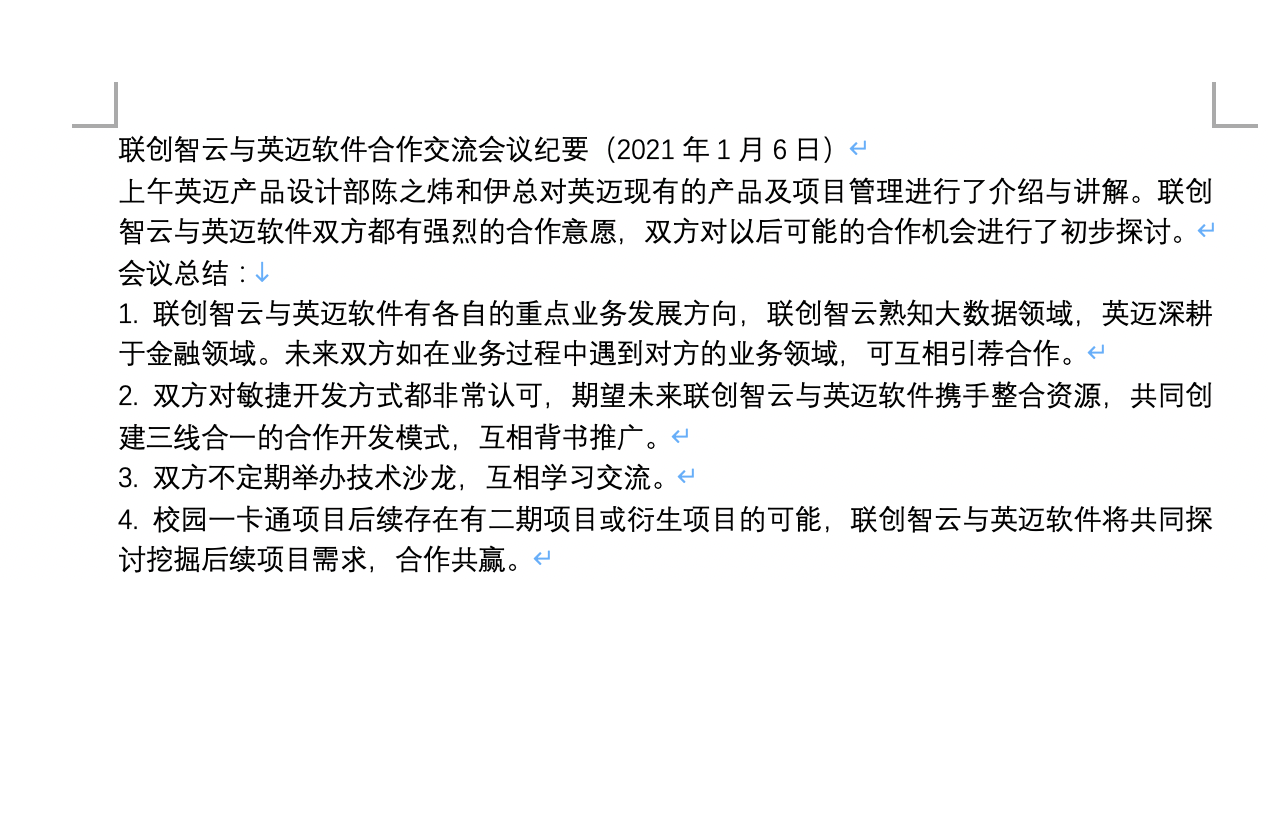 联创智云与英迈软件合作交流会议纪要（2021 年 1 月 6 日）
上午英迈产品设计部陈之炜和伊总对英迈现有的产品及项目管理进行了介绍与讲解。联创
智云与英迈软件双方都有强烈的合作意愿，双方对以后可能的合作机会进行了初步探讨。
会议总结：
1. 联创智云与英迈软件有各自的重点业务发展方向，联创智云熟知大数据领域，英迈深耕
于金融领域。未来双方如在业务过程中遇到对方的业务领域，可互相引荐合作。
2. 双方对敏捷开发方式都非常认可，期望未来联创智云与英迈软件携手整合资源，共同创
建三线合一的合作开发模式，互相背书推广。
3. 双方不定期举办技术沙龙，互相学习交流。
4. 校园一卡通项目后续存在有二期项目或衍生项目的可能，联创智云与英迈软件将共同探
讨挖掘后续项目需求，合作共赢。